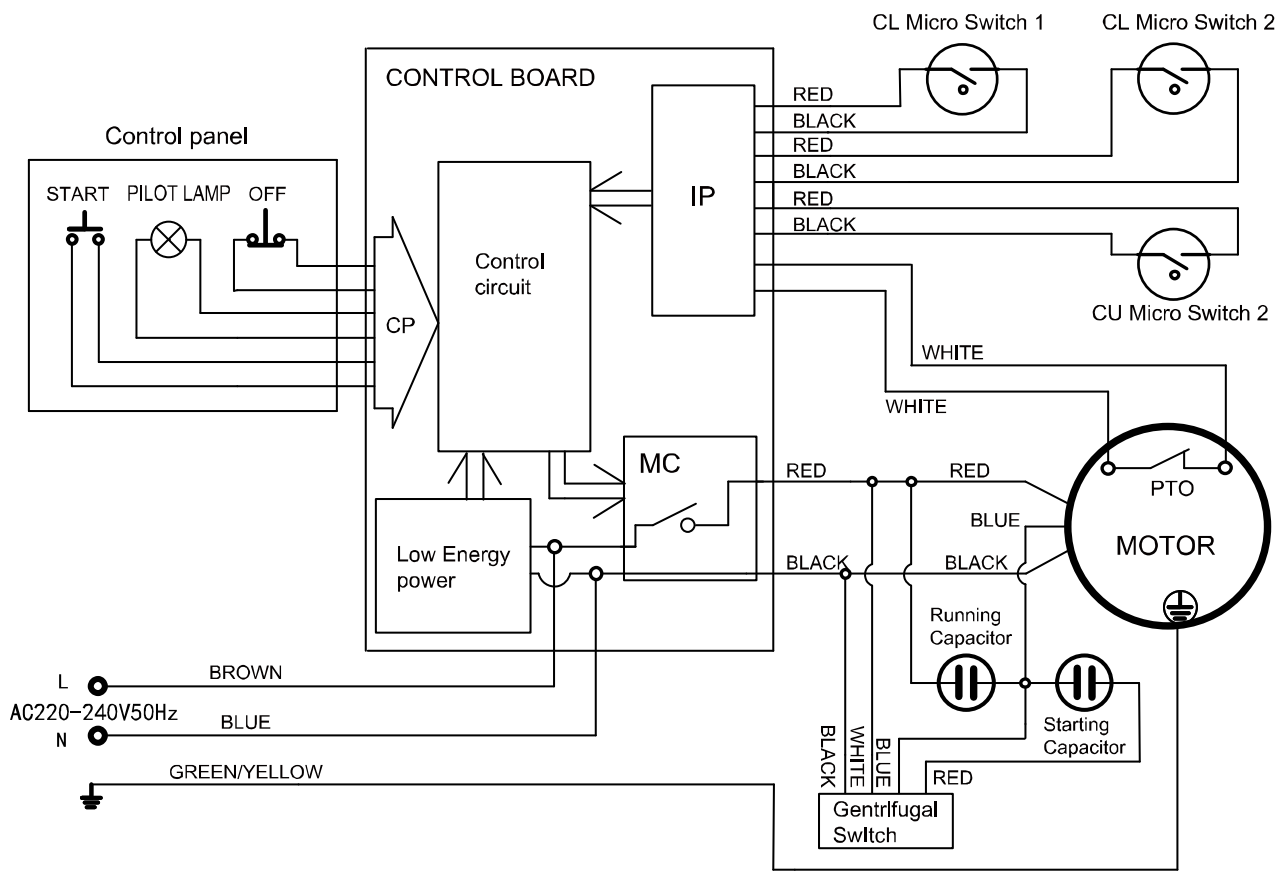 CL Micro Switch 1
CL Micro Switch 2
CONTROL BOARD
RED
BLACK
RED
BLACK
RED
BLACK
Control panel
START
PILOT LAMP
OFF
IP
Control
circuit
CP
CU Micro Switch 2
WHITE
WHITE
MC
RED
RED
PTO
BLUE
MOTOR
Low Energy
power
BLACK
BLACK
Running
Capacitor
L
BROWN
AC220-240V50Hz
N
BLUE
Starting
Capacitor
BLACK
WHITE
BLUE
RED
GREEN/YELLOW
Gentrifugal
Switch